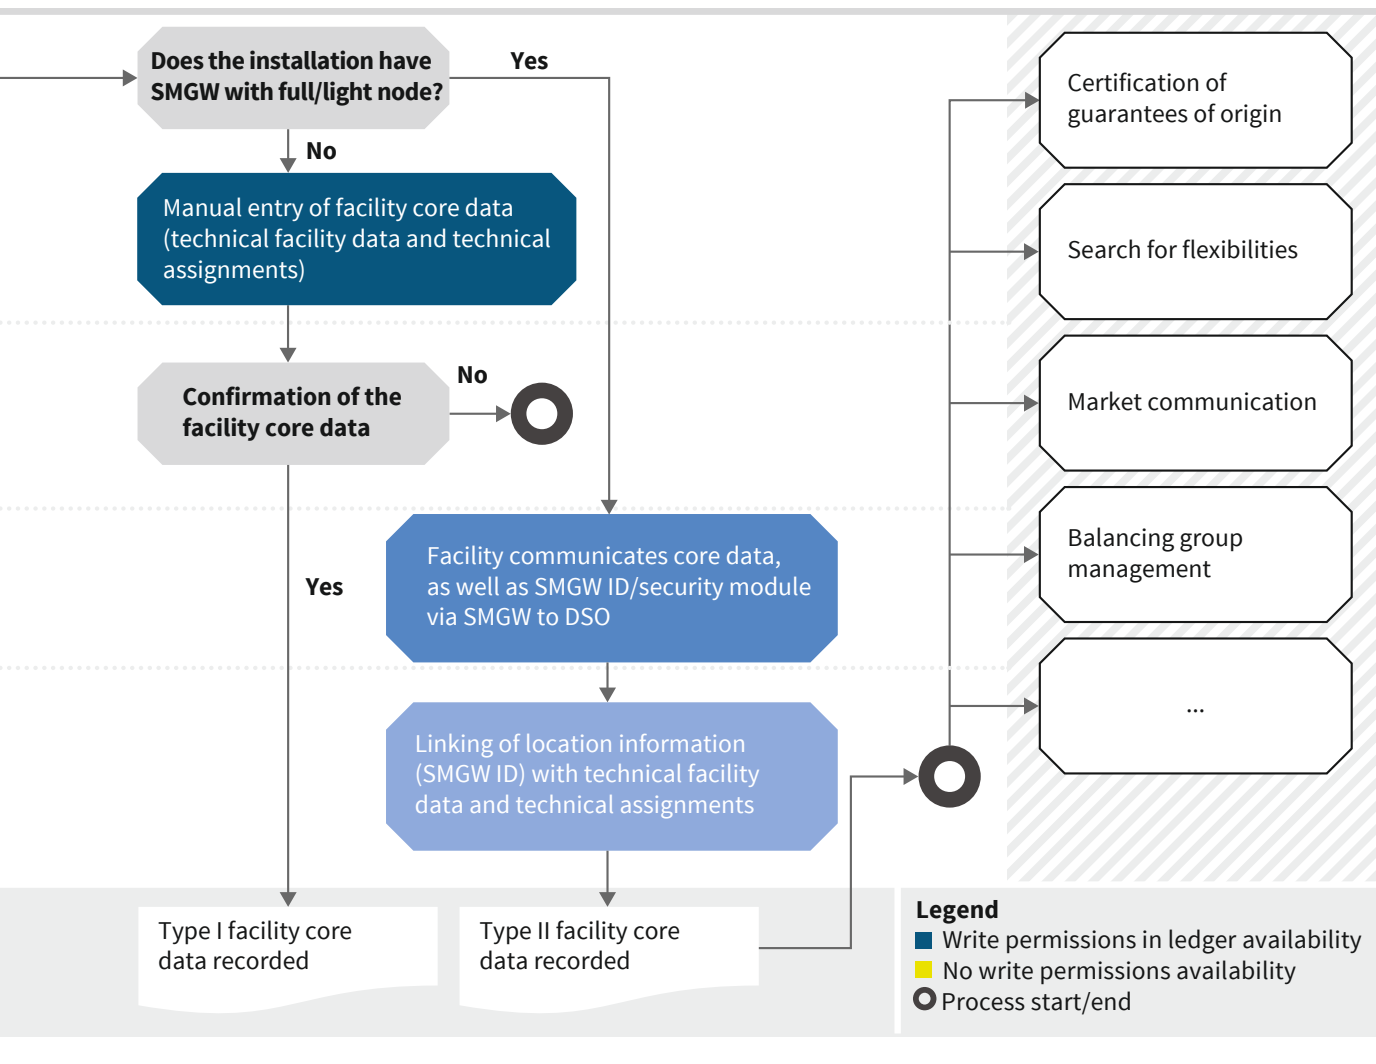 Does the installation have
SMGW with full/light node?
Yes
No
Manual entry of facility core data
(technical facility data and technical
assignments)
Confirmation of the
facility core data
No
Yes
Facility communicates core data,
as well as SMGW ID/security module
via SMGW to DSO
Linking of location information
(SMGW ID) with technical facility
data and technical assignments
Type I facility core
data recorded
Type II facility core
data recorded
Certification of
guarantees of origin
Search for flexibilities
Market communication
Balancing group
management
...
Legend
Write permissions in ledger availability
No write permissions availability
Process start/end